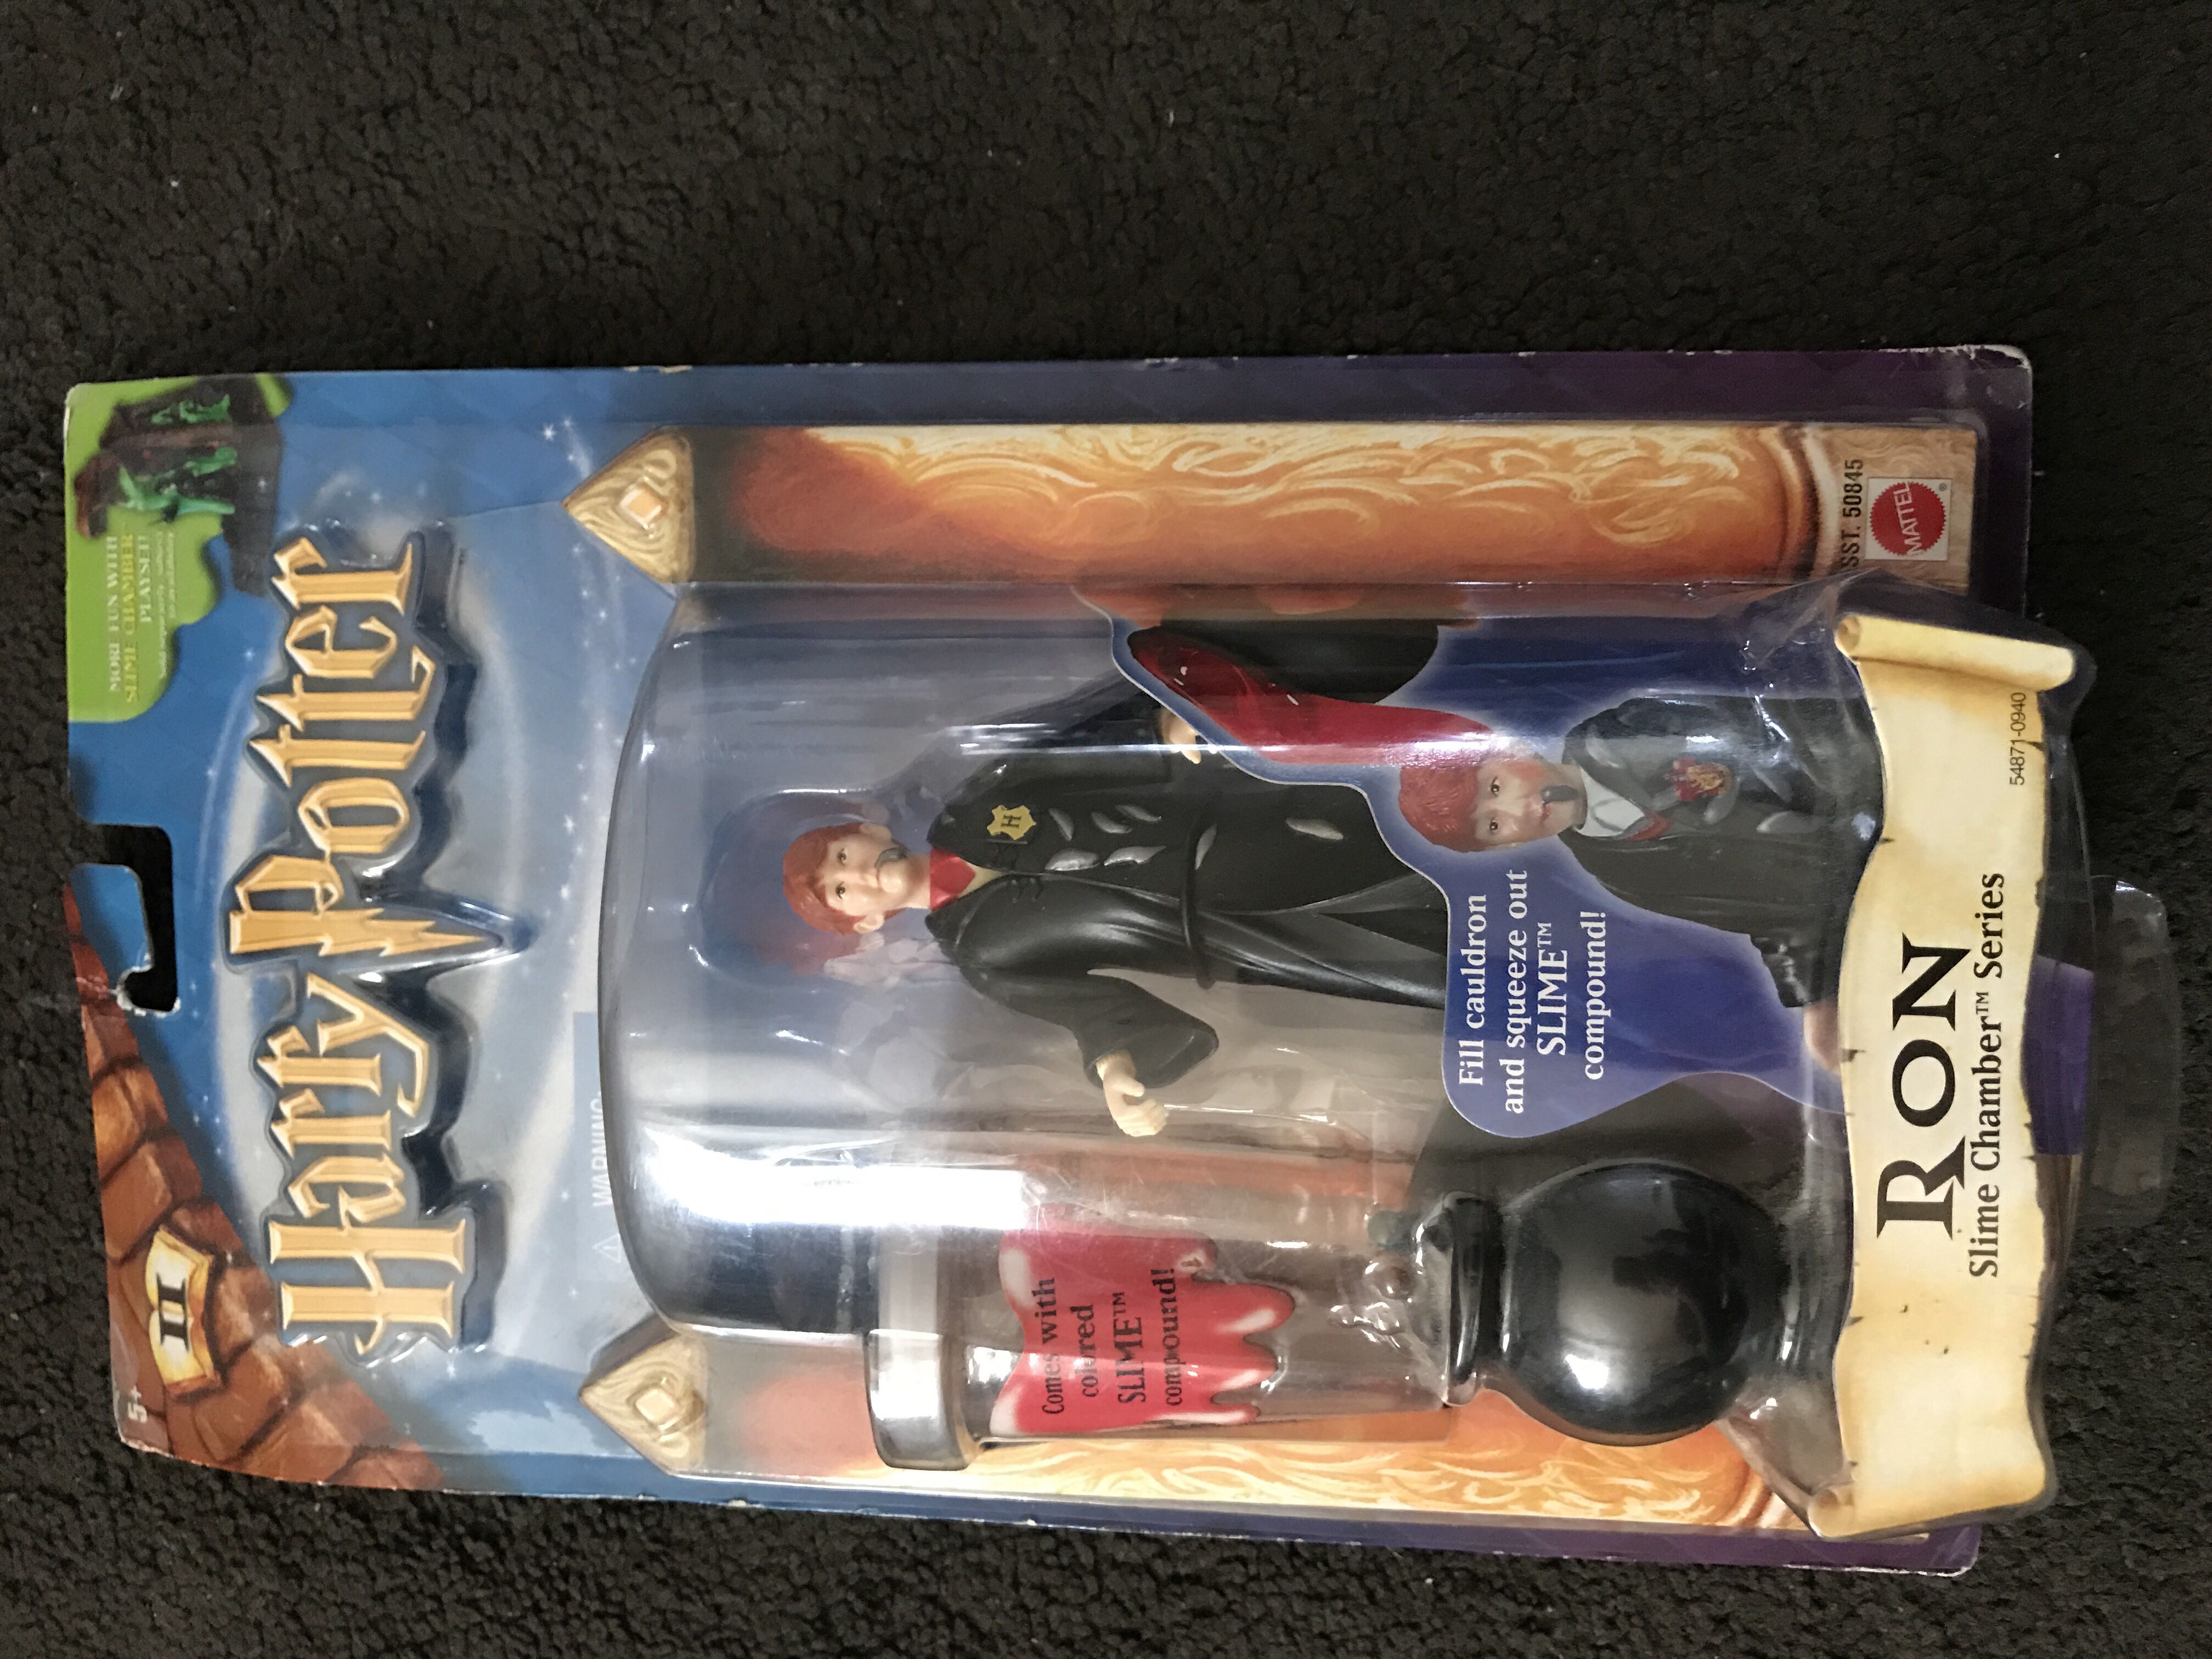 5+
II
MORE FUN WITH
SLIME CHAMBER
PLAYSET!
Harry Potter
WARNING:
H
Comes with
colored
SLIME™
compound!
Fill cauldron
and squeeze out
SLIME™
compound!
SST. 50845
MATTEL®
RON
Slime Chamber™ Series
54871-0940